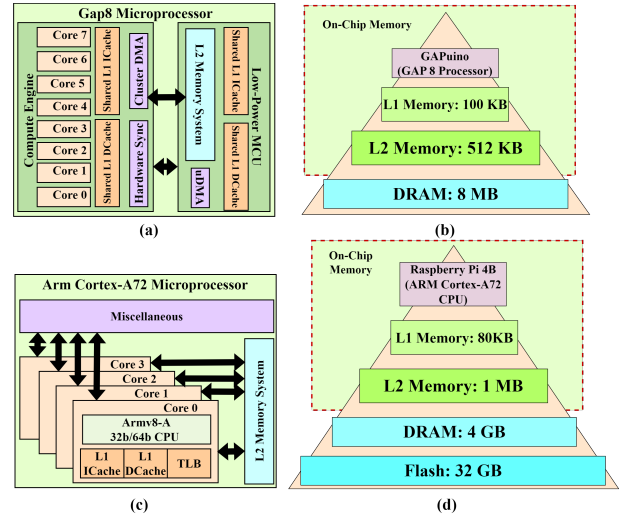 Gap8 Microprocessor
Compute Engine
Core 7
Core 6
Core 5
Core 4
Core 3
Core 2
Core 1
Core 0
Shared L1 ICache
Shared L1 DCache
Cluster DMA
Hardware Sync
L2 Memory System
uDMA
Shared L1 ICache
Shared L1 DCache
Low-Power MCU
(a)
On-Chip Memory
GAPuino
(GAP 8 Processor)
L1 Memory: 100 KB
L2 Memory: 512 KB
DRAM: 8 MB
(b)
Arm Cortex-A72 Microprocessor
Miscellaneous
Core 3
Core 2
Core 1
Core 0
Armv8-A
32b/64b CPU
L1
ICache
L1
DCache
TLB
L2 Memory System
(c)
On-Chip
Memory
Raspberry Pi 4B
(ARM Cortex-A72
CPU)
L1 Memory: 80KB
L2 Memory: 1 MB
DRAM: 4 GB
Flash: 32 GB
(d)